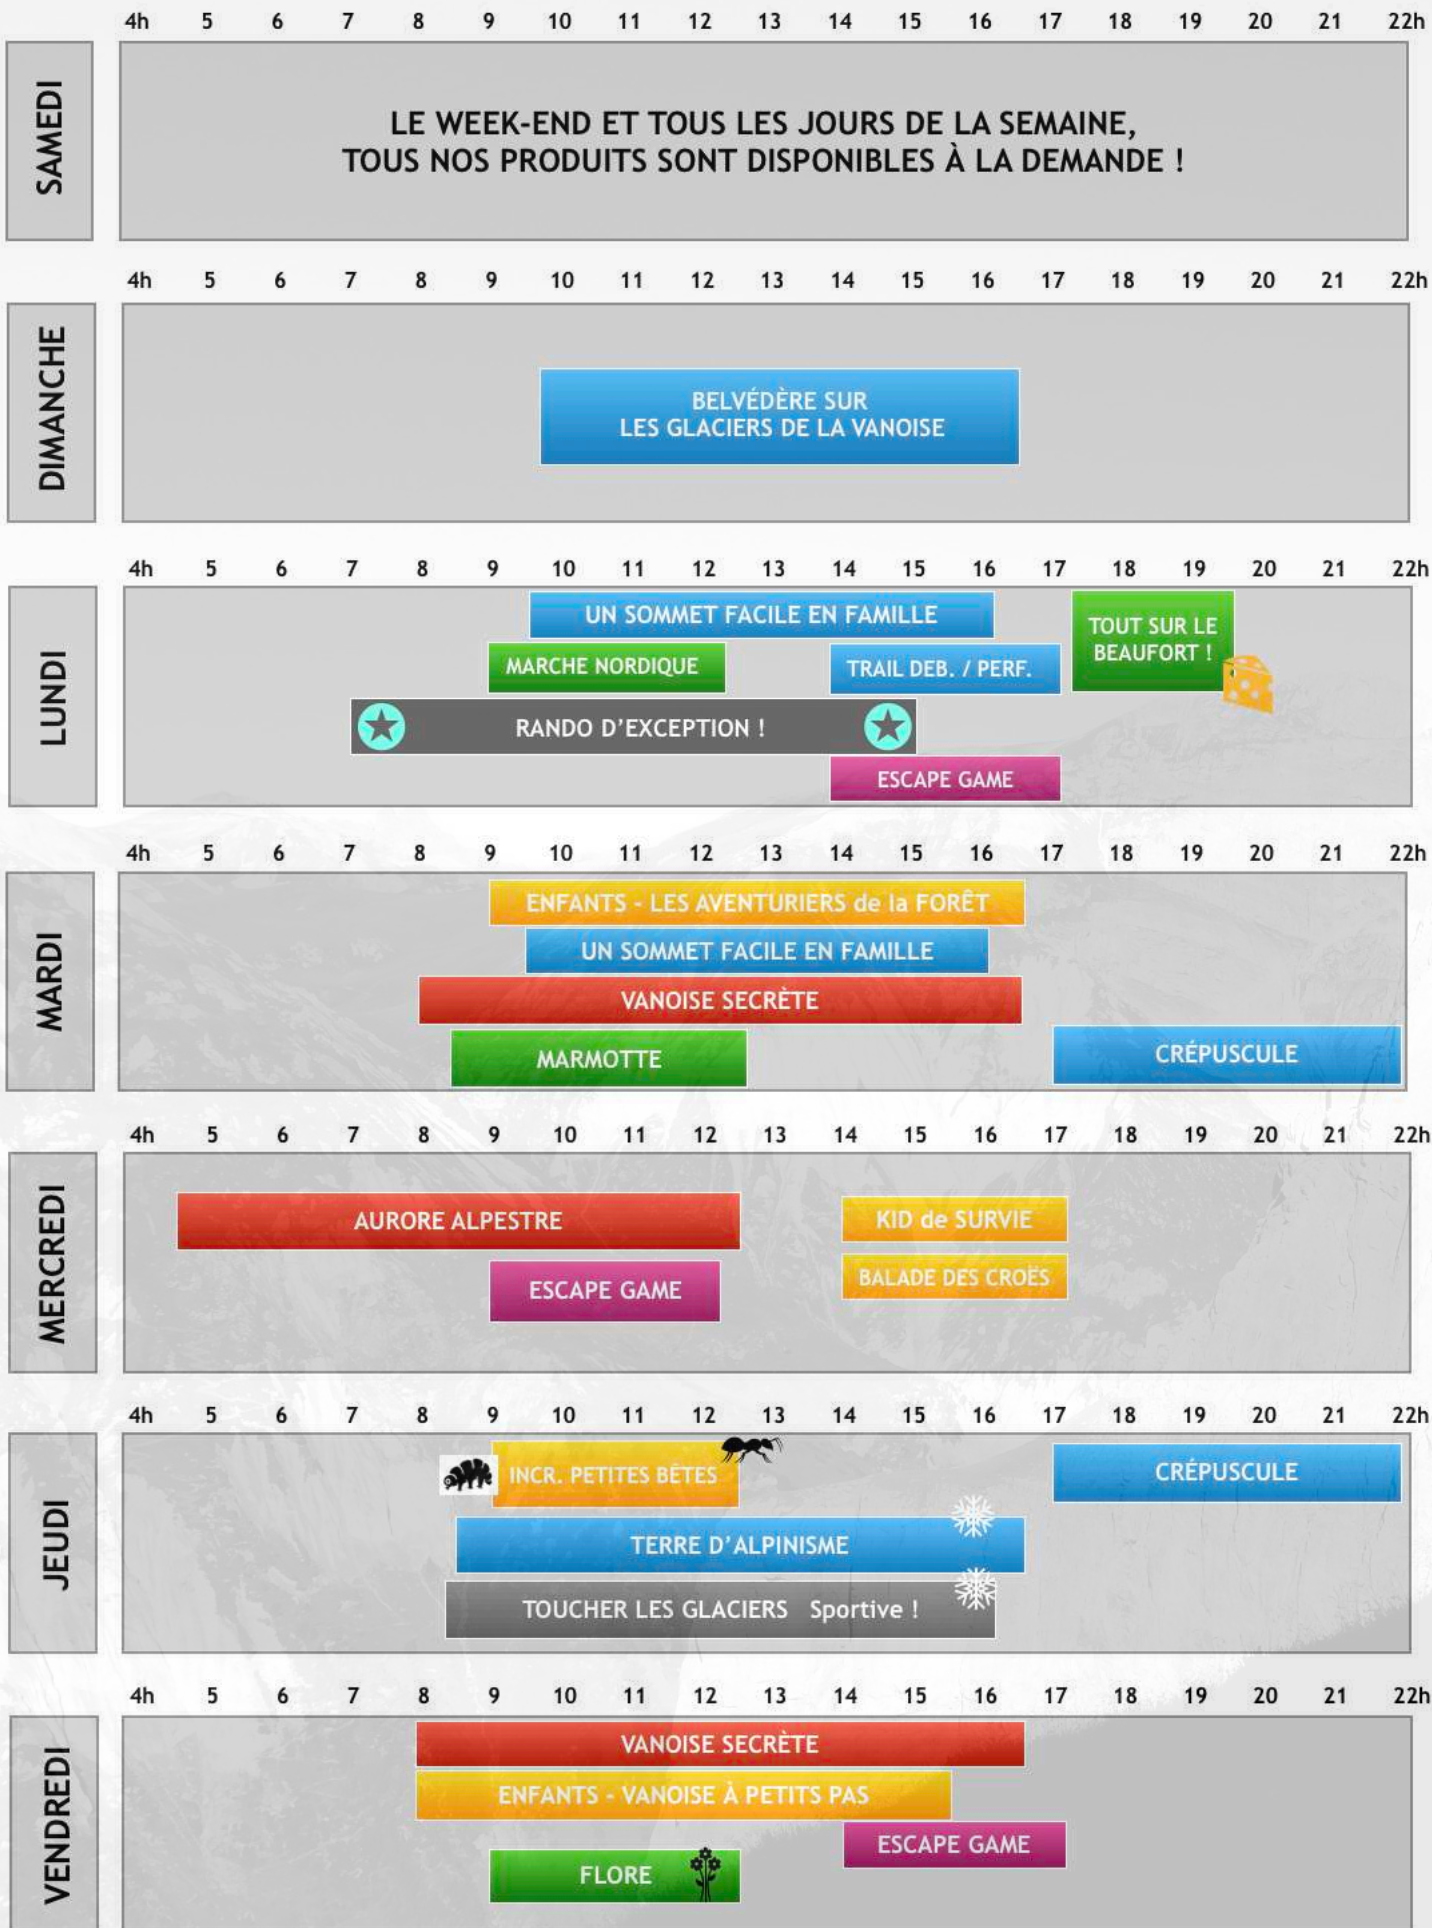 4h 5 6 7 8 9 10 11 12 13 14 15 16 17 18 19 20 21 22h
SAMEDI
LE WEEK-END ET TOUS LES JOURS DE LA SEMAINE,
TOUS NOS PRODUITS SONT DISPONIBLES À LA DEMANDE !
4h 5 6 7 8 9 10 11 12 13 14 15 16 17 18 19 20 21 22h
DIMANCHE
BELVÉDÈRE SUR
LES GLACIERS DE LA VANOISE
4h 5 6 7 8 9 10 11 12 13 14 15 16 17 18 19 20 21 22h
LUNDI
UN SOMMET FACILE EN FAMILLE
TOUT SUR LE
BEAUFORT !
MARCHE NORDIQUE
TRAIL DEB. / PERF.
RANDO D'EXCEPTION !
ESCAPE GAME
4h 5 6 7 8 9 10 11 12 13 14 15 16 17 18 19 20 21 22h
MARDI
ENFANTS - LES AVENTURIERS de la FORÊT
UN SOMMET FACILE EN FAMILLE
VANOISE SECRÈTE
MARMOTTE
CRÉPUSCULE
4h 5 6 7 8 9 10 11 12 13 14 15 16 17 18 19 20 21 22h
MERCREDI
AURORE ALPESTRE
KID de SURVIE
ESCAPE GAME
BALADE DES CROËS
4h 5 6 7 8 9 10 11 12 13 14 15 16 17 18 19 20 21 22h
JEUDI
INCR. PETITES BÊTES
CRÉPUSCULE
TERRE D'ALPINISME
TOUCHER LES GLACIERS Sportive !
4h 5 6 7 8 9 10 11 12 13 14 15 16 17 18 19 20 21 22h
VENDREDI
VANOISE SECRÈTE
ENFANTS - VANOISE À PETITS PAS
ESCAPE GAME
FLORE